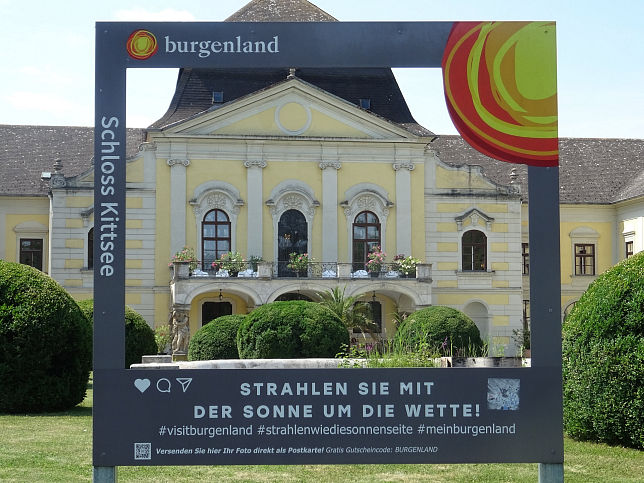 burgenland
Schloss Kittsee
STRAHLEN SIE MIT
DER SONNE UM DIE WETTE!
#visitburgenland #strahlenwiediesonnenseite #meinburgenland
Versenden Sie hier Ihr Foto direkt als Postkarte! Gratis Gutscheincode: BURGENLAND